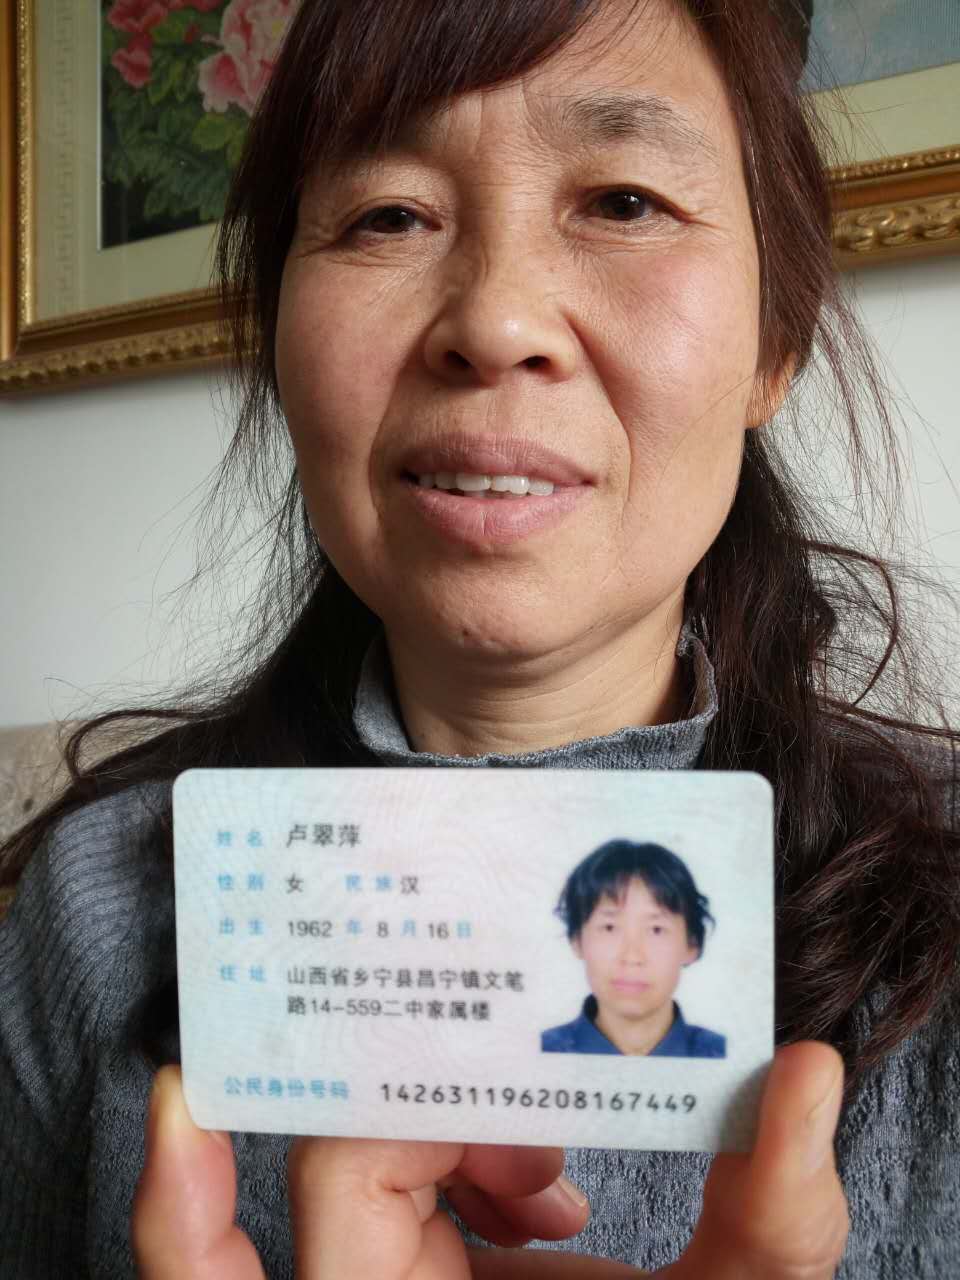 姓名 卢翠萍
性别 女 民族 汉
出生 1962 年 8 月 16 日
住址 山西省乡宁县昌宁镇文笔
路14-559二中家属楼
公民身份号码 142631196208167449